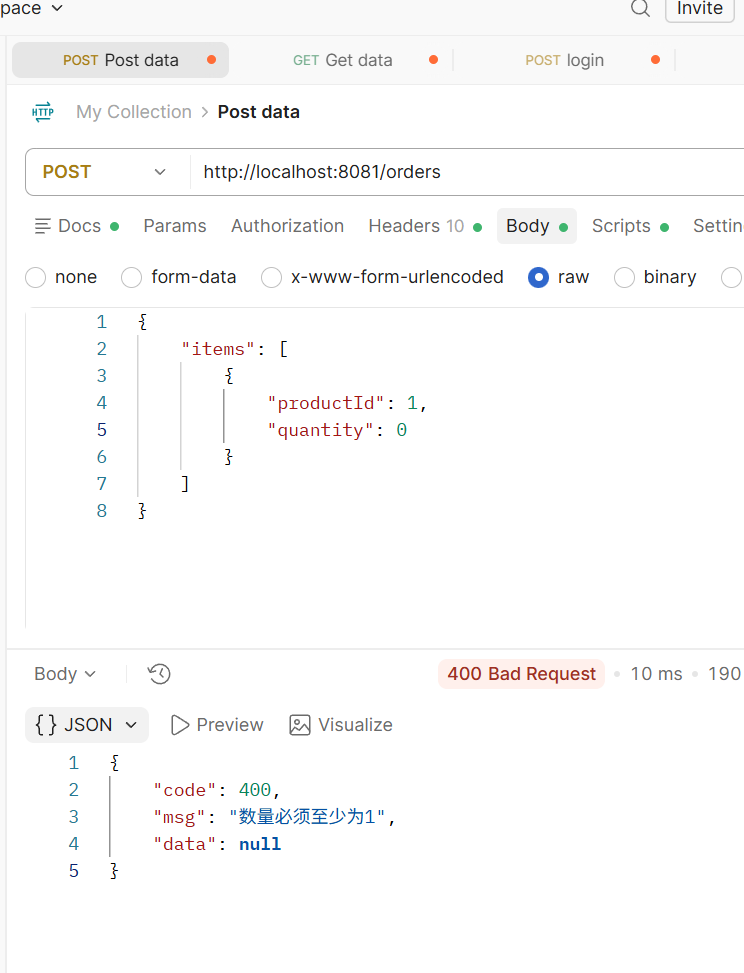 pace Invite
POST Post data GET Get data POST login
HTTP My Collection > Post data
POST http://localhost:8081/orders
Docs Params Authorization Headers 10 Body Scripts Settin
none form-data x-www-form-urlencoded raw binary
1 {
2 "items": [
3 {
4 "productId": 1,
5 "quantity": 0
6 }
7 ]
8 }
Body 400 Bad Request • 10 ms • 190
{} JSON Preview Visualize
1 {
2 "code": 400,
3 "msg": "数量必须至少为1",
4 "data": null
5 }